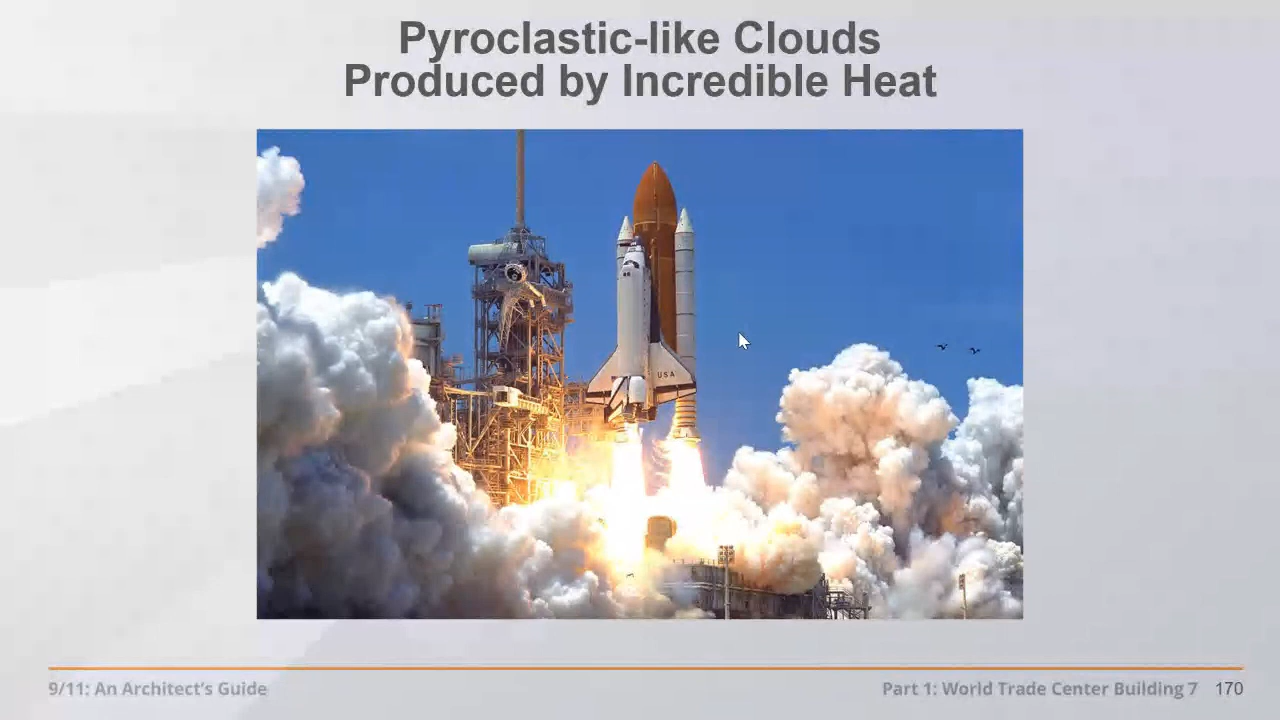 Pyroclastic-like Clouds
Produced by Incredible Heat
USA
9/11: An Architect's Guide
Part 1: World Trade Center Building 7 170